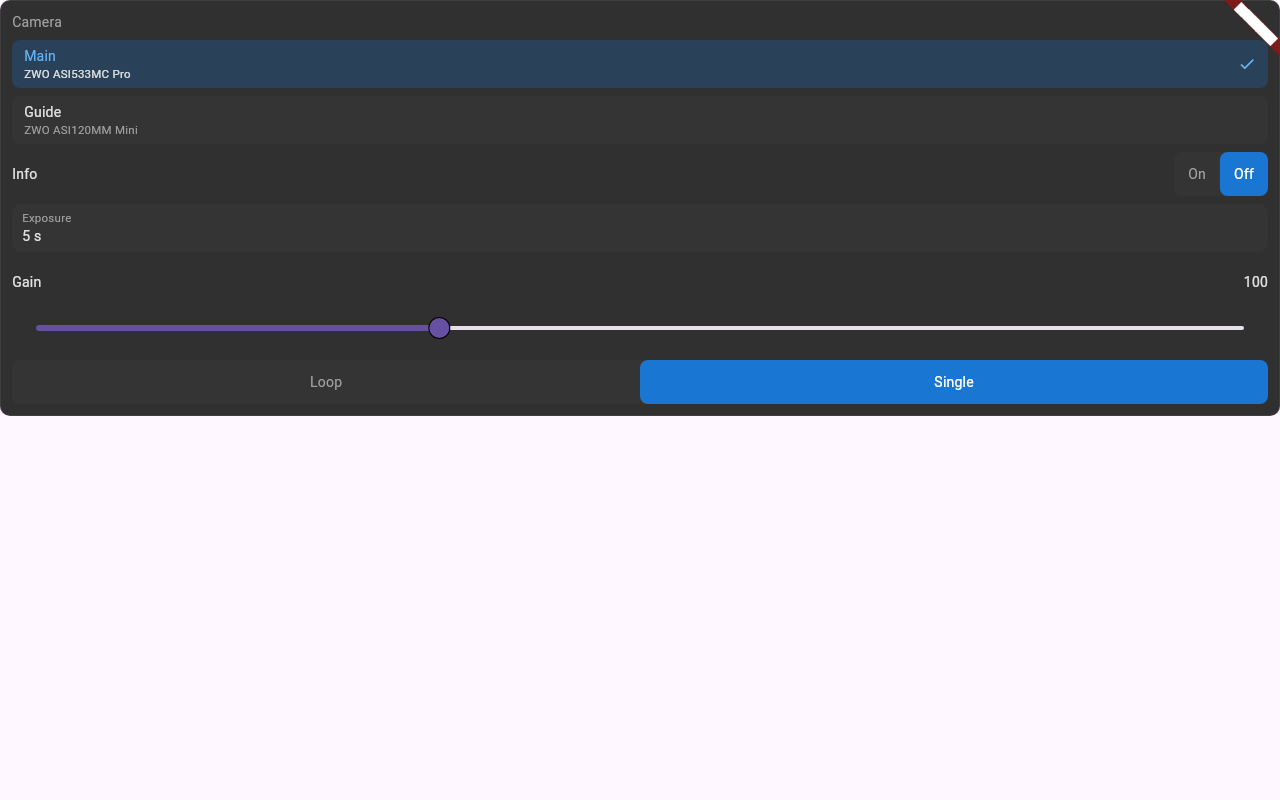 Camera
Main
ZWO ASI533MC Pro
Guide
ZWO ASI120MM Mini
Info
On
Off
Exposure
5 s
Gain
100
Loop
Single